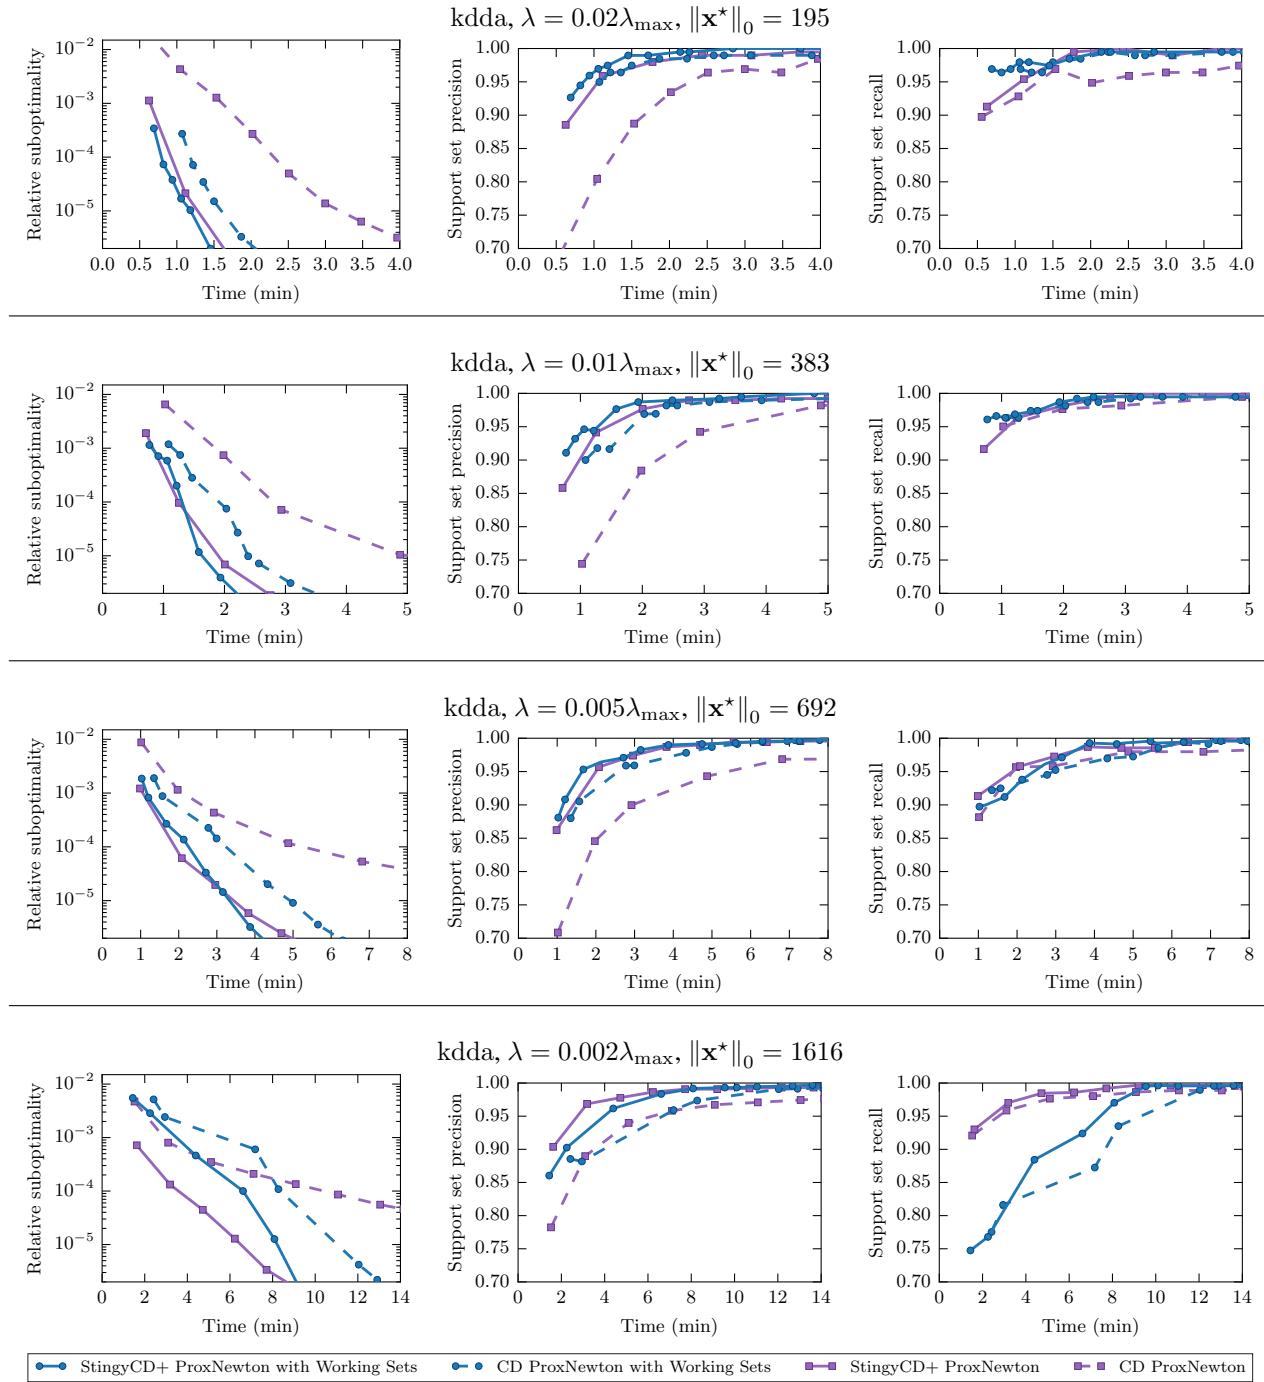 kdda, λ = 0.02λmax, ‖x⋆‖0 = 195
Relative suboptimality
10−2
10−3
10−4
10−5
0.0 0.5 1.0 1.5 2.0 2.5 3.0 3.5 4.0
Time (min)
Support set precision
1.00
0.95
0.90
0.85
0.80
0.75
0.70
0.0 0.5 1.0 1.5 2.0 2.5 3.0 3.5 4.0
Time (min)
Support set recall
1.00
0.95
0.90
0.85
0.80
0.75
0.70
0.0 0.5 1.0 1.5 2.0 2.5 3.0 3.5 4.0
Time (min)
kdda, λ = 0.01λmax, ‖x⋆‖0 = 383
Relative suboptimality
10−2
10−3
10−4
10−5
0 1 2 3 4 5
Time (min)
Support set precision
1.00
0.95
0.90
0.85
0.80
0.75
0.70
0 1 2 3 4 5
Time (min)
Support set recall
1.00
0.95
0.90
0.85
0.80
0.75
0.70
0 1 2 3 4 5
Time (min)
kdda, λ = 0.005λmax, ‖x⋆‖0 = 692
Relative suboptimality
10−2
10−3
10−4
10−5
0 1 2 3 4 5 6 7 8
Time (min)
Support set precision
1.00
0.95
0.90
0.85
0.80
0.75
0.70
0 1 2 3 4 5 6 7 8
Time (min)
Support set recall
1.00
0.95
0.90
0.85
0.80
0.75
0.70
0 1 2 3 4 5 6 7 8
Time (min)
kdda, λ = 0.002λmax, ‖x⋆‖0 = 1616
Relative suboptimality
10−2
10−3
10−4
10−5
0 2 4 6 8 10 12 14
Time (min)
Support set precision
1.00
0.95
0.90
0.85
0.80
0.75
0.70
0 2 4 6 8 10 12 14
Time (min)
Support set recall
1.00
0.95
0.90
0.85
0.80
0.75
0.70
0 2 4 6 8 10 12 14
Time (min)
StingyCD+ ProxNewton with Working Sets CD ProxNewton with Working Sets StingyCD+ ProxNewton CD ProxNewton